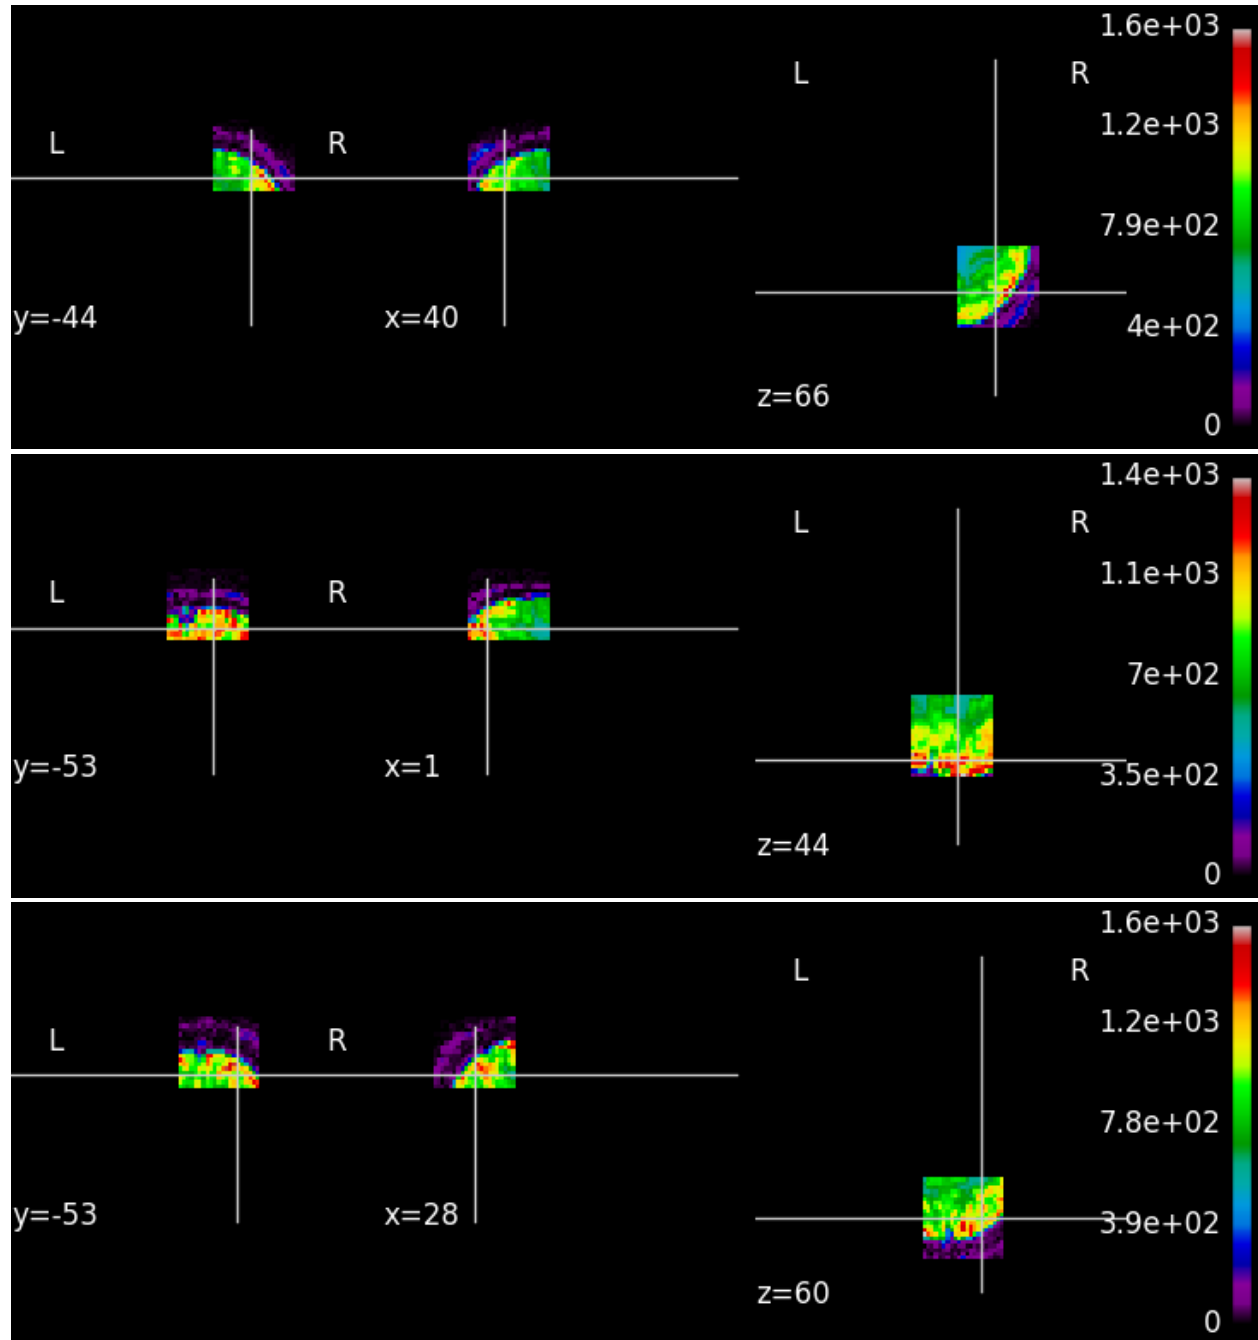 1.6e+03
L R
L R
1.2e+03
7.9e+02
y=-44 x=40
4e+02
z=66
0
1.4e+03
L R
L R
1.1e+03
7e+02
y=-53 x=1
3.5e+02
z=44
0
1.6e+03
L R
L R
1.2e+03
7.8e+02
y=-53 x=28
3.9e+02
z=60
0